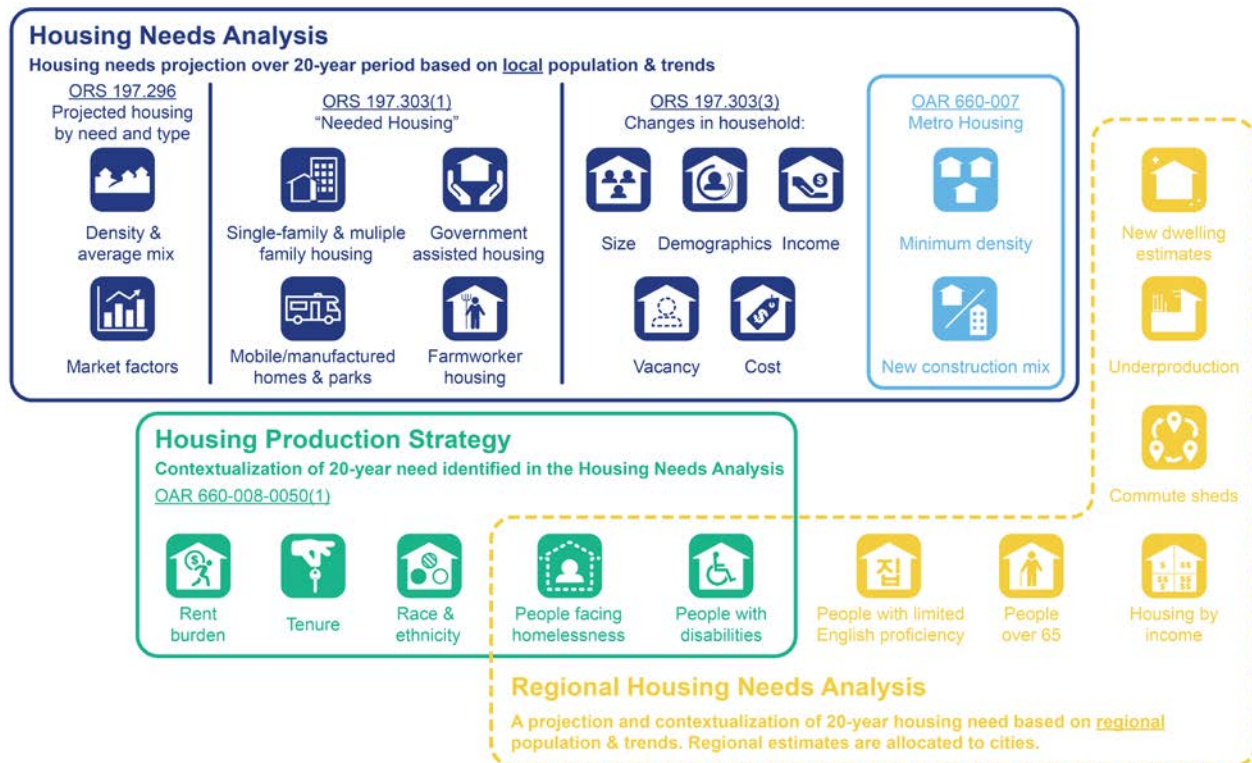 Housing Needs Analysis
Housing needs projection over 20-year period based on local population & trends
ORS 197.296
Projected housing
by need and type
Density &
average mix
Market factors
ORS 197.303(1)
“Needed Housing”
Single-family & muliple
family housing
Government
assisted housing
Mobile/manufactured
homes & parks
Farmworker
housing
ORS 197.303(3)
Changes in household:
Size
Demographics
Income
Vacancy
Cost
OAR 660-007
Metro Housing
Minimum density
New construction mix
New dwelling
estimates
Underproduction
Commute sheds
Housing Production Strategy
Contextualization of 20-year need identified in the Housing Needs Analysis
OAR 660-008-0050(1)
Rent
burden
Tenure
Race &
ethnicity
People facing
homelessness
People with
disabilities
집
People with limited
English proficiency
People
over 65
Housing by
income
Regional Housing Needs Analysis
A projection and contextualization of 20-year housing need based on regional
population & trends. Regional estimates are allocated to cities.